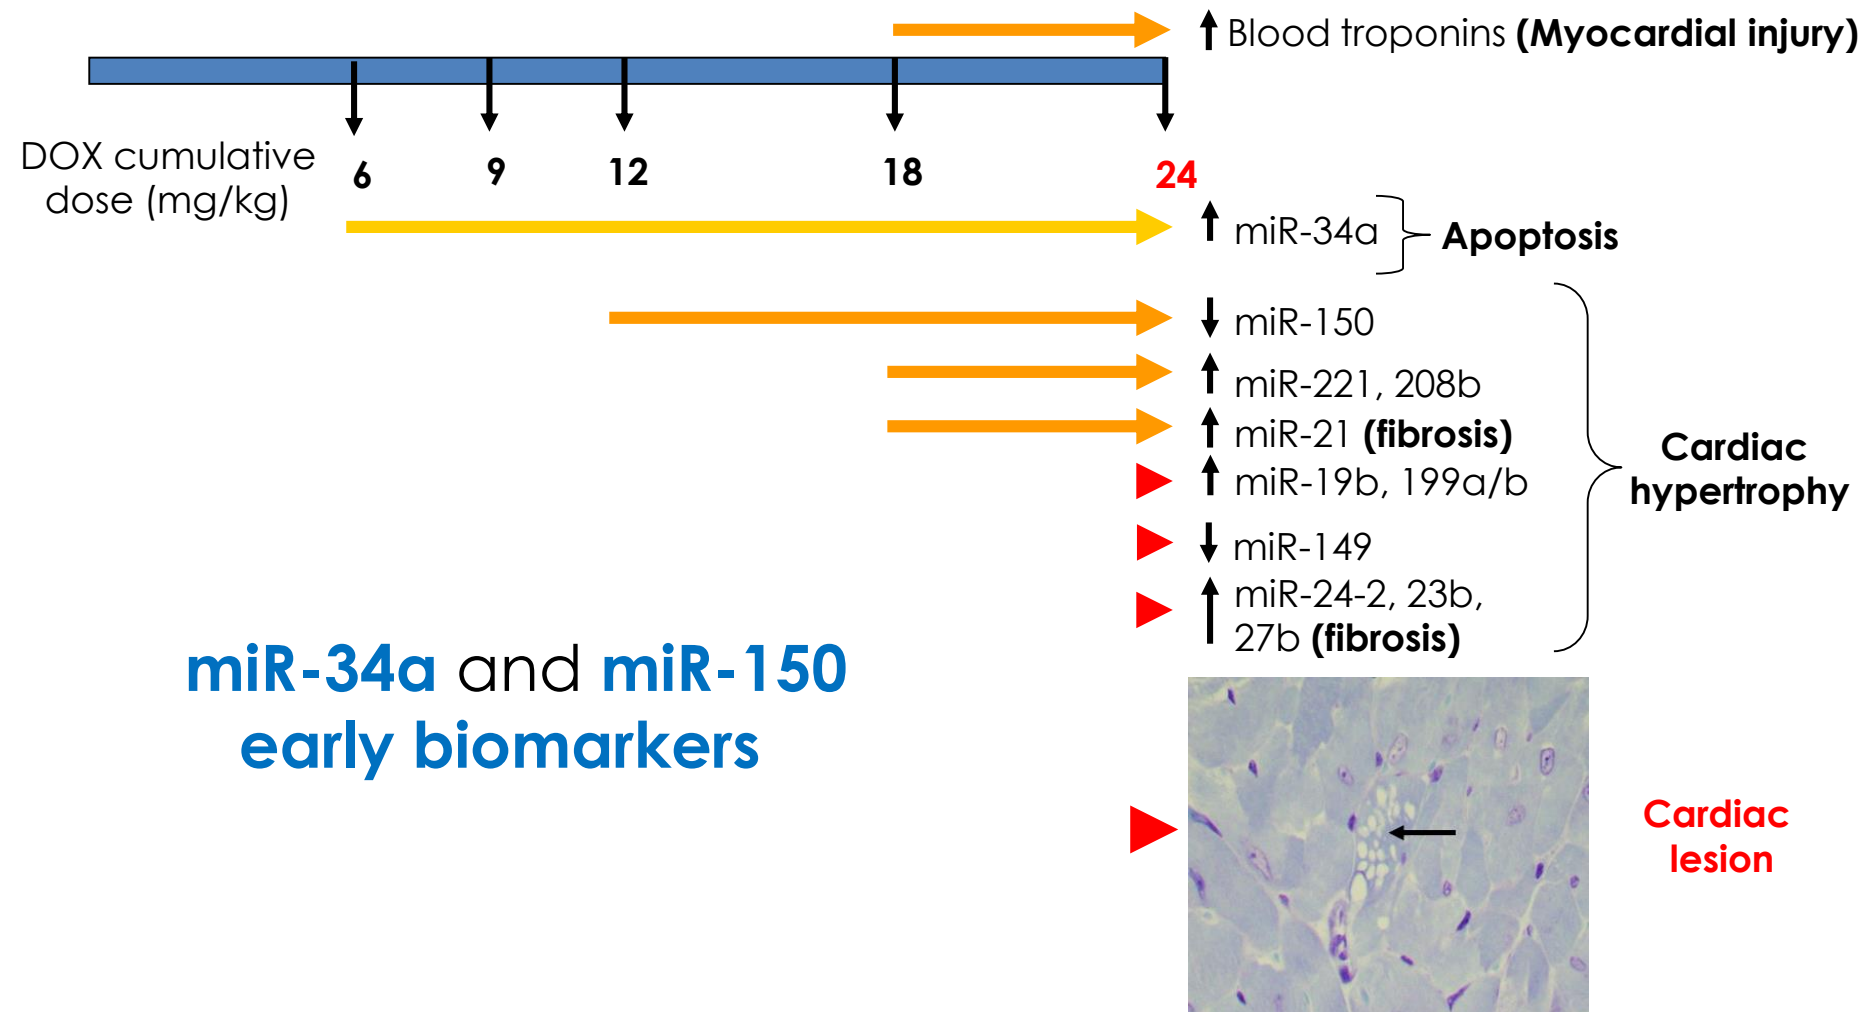 Blood troponins (Myocardial injury)
DOX cumulative
dose (mg/kg)
6 9 12 18 24
miR-34a Apoptosis
miR-150
miR-221, 208b
miR-21 (fibrosis)
miR-19b, 199a/b
Cardiac
hypertrophy
miR-149
miR-24-2, 23b,
27b (fibrosis)
miR-34a and miR-150
early biomarkers
Cardiac
lesion